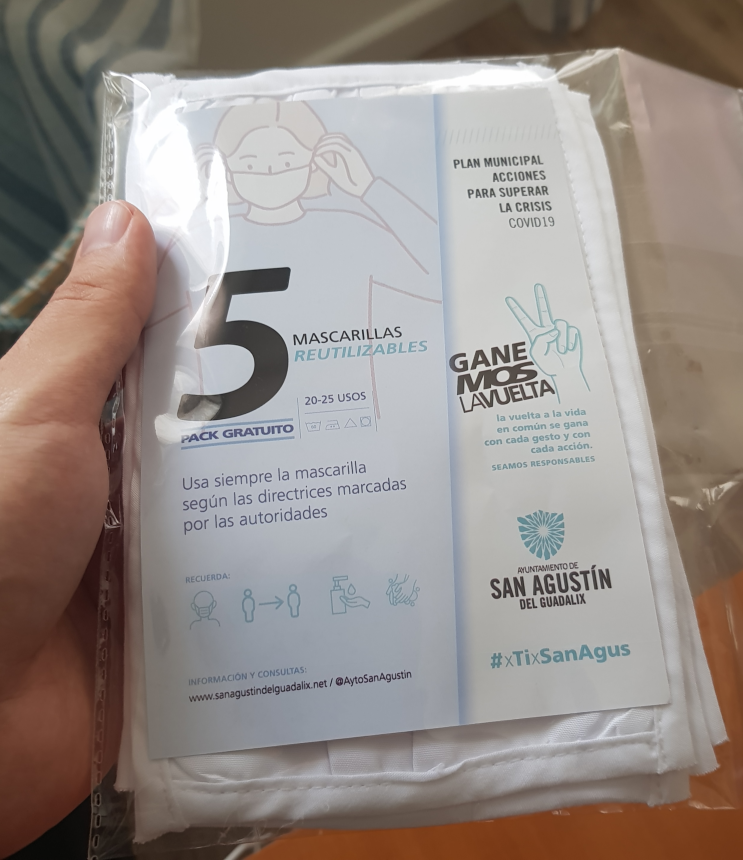 5
MASCARILLAS
REUTILIZABLES
PACK GRATUITO
20-25 USOS
Usa siempre la mascarilla
según las directrices marcadas
por las autoridades
RECUERDA:
INFORMACIÓN Y CONSULTAS:
www.sanagustindelguadalix.net / @AytoSanAgustin
PLAN MUNICIPAL
ACCIONES
PARA SUPERAR
LA CRISIS
COVID19
GANE
MOS
LAVUELTA
la vuelta a la vida
en común se gana
con cada gesto y con
cada acción.
SEAMOS RESPONSABLES
AYUNTAMIENTO DE
SAN AGUSTÍN
DEL GUADALIX
#xTixSanAgus